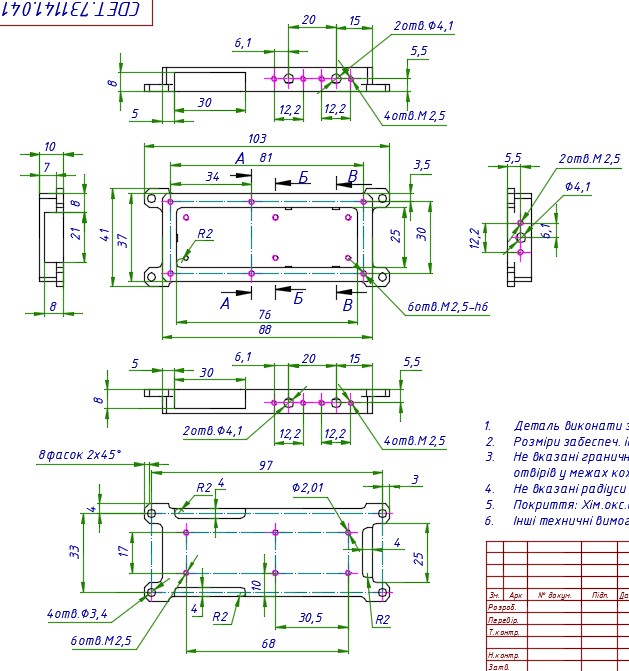 СДЕТ.731141.041
20
15
2отв.Ф4,1
6,1
5,5
8
30
5
12,2
12,2
4отв.М2,5
103
10
7
8
21
8
А
81
Б
В
34
3,5
41
37
R2
25
30
А
Б
В
6отв.М2,5-h6
76
88
5,5
2отв.М2,5
Ф4,1
12,2
6,1
5
30
6,1
20
15
5,5
8
2отв.Ф4,1
12,2
12,2
4отв.М2,5
8 фасок 2х45°
97
R2
4
Ф2,01
3
4
33
17
4
25
10
4
R2
R2
4отв.Ф3,4
30,5
6отв.М2,5
68
1. Деталь виконати з
2. Розміри забеспеч. і
3. Не вказані гранич
отвірів у межах кож
4. Не вказані радіуси
5. Покриття: Хім.окс.
6. Інші технічні вимог
Зм. Арк № докум. Підп. Да
Розроб.
Перевір.
Т.контр.
Н.контр.
Затв.